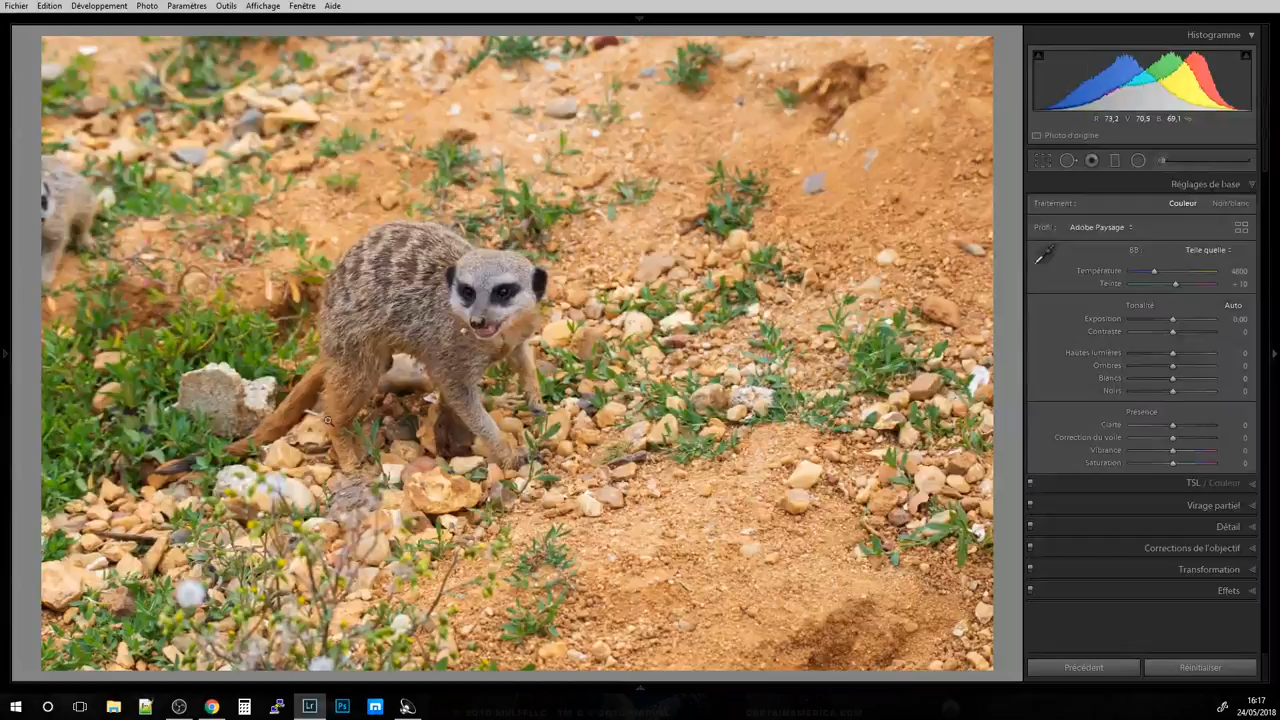 Fichier Edition Développement Photo Paramètres Outils Affichage Fenêtre Aide
Histogramme
R 73,2 V 70,5 B 69,1 %
Photo d'origine
Réglages de base
Traitement : Couleur Noir/blanc
Profil : Adobe Paysage
BB : Telle quelle
Température 4800
Teinte + 10
Tonalité Auto
Exposition 0,00
Contraste 0
Hautes lumières 0
Ombres 0
Blancs 0
Noirs 0
Présence
Clarté 0
Correction du voile 0
Vibrance 0
Saturation 0
TSL / Couleur
Virage partiel
Détail
Corrections de l'objectif
Transformation
Effets
Précédent Réinitialiser
Lr Ps
16:17
24/05/2018